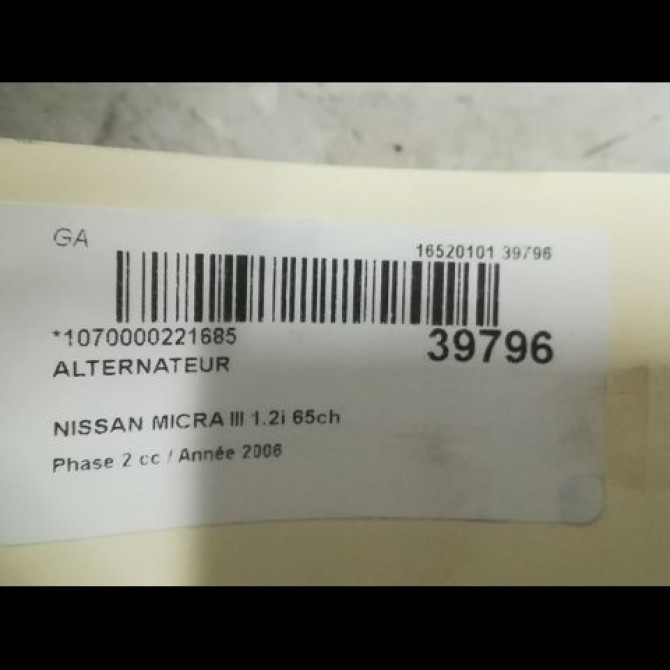 GA
16520101 39796
*1070000221685
39796
ALTERNATEUR
NISSAN MICRA III 1.2i 65ch
Phase 2 cc / Année 2006